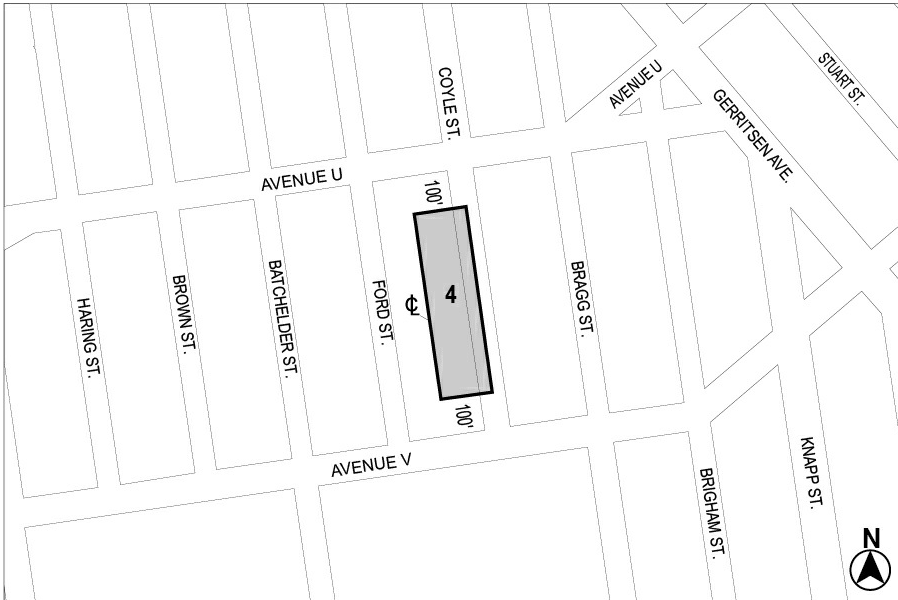 STUART ST.
AVENUE U
COYLE ST.
GERRITSEN AVE.
AVENUE U
100'
4
HARING ST.
BROWN ST.
BATCHELDER ST.
FORD ST.
℄
BRAGG ST.
100'
AVENUE V
BRIGHAM ST.
KNAPP ST.
N